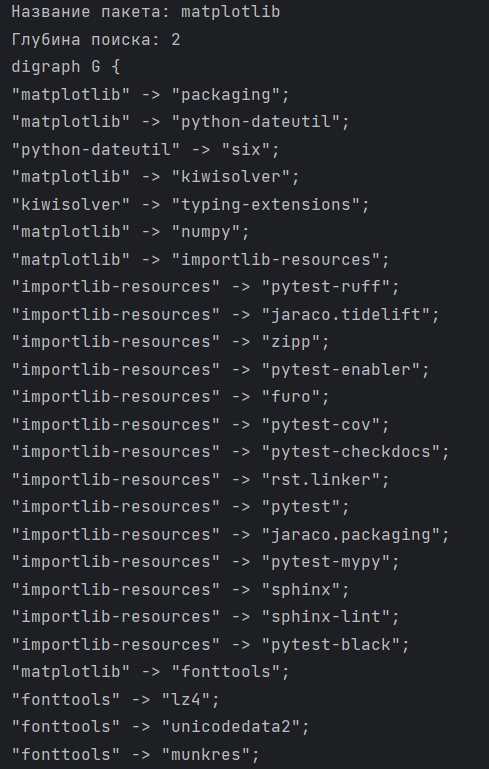 Название пакета: matplotlib
Глубина поиска: 2
digraph G {
"matplotlib" -> "packaging";
"matplotlib" -> "python-dateutil";
"python-dateutil" -> "six";
"matplotlib" -> "kiwisolver";
"kiwisolver" -> "typing-extensions";
"matplotlib" -> "numpy";
"matplotlib" -> "importlib-resources";
"importlib-resources" -> "pytest-ruff";
"importlib-resources" -> "jaraco.tidelift";
"importlib-resources" -> "zipp";
"importlib-resources" -> "pytest-enabler";
"importlib-resources" -> "furo";
"importlib-resources" -> "pytest-cov";
"importlib-resources" -> "pytest-checkdocs";
"importlib-resources" -> "rst.linker";
"importlib-resources" -> "pytest";
"importlib-resources" -> "jaraco.packaging";
"importlib-resources" -> "pytest-mypy";
"importlib-resources" -> "sphinx";
"importlib-resources" -> "sphinx-lint";
"importlib-resources" -> "pytest-black";
"matplotlib" -> "fonttools";
"fonttools" -> "lz4";
"fonttools" -> "unicodedata2";
"fonttools" -> "munkres";